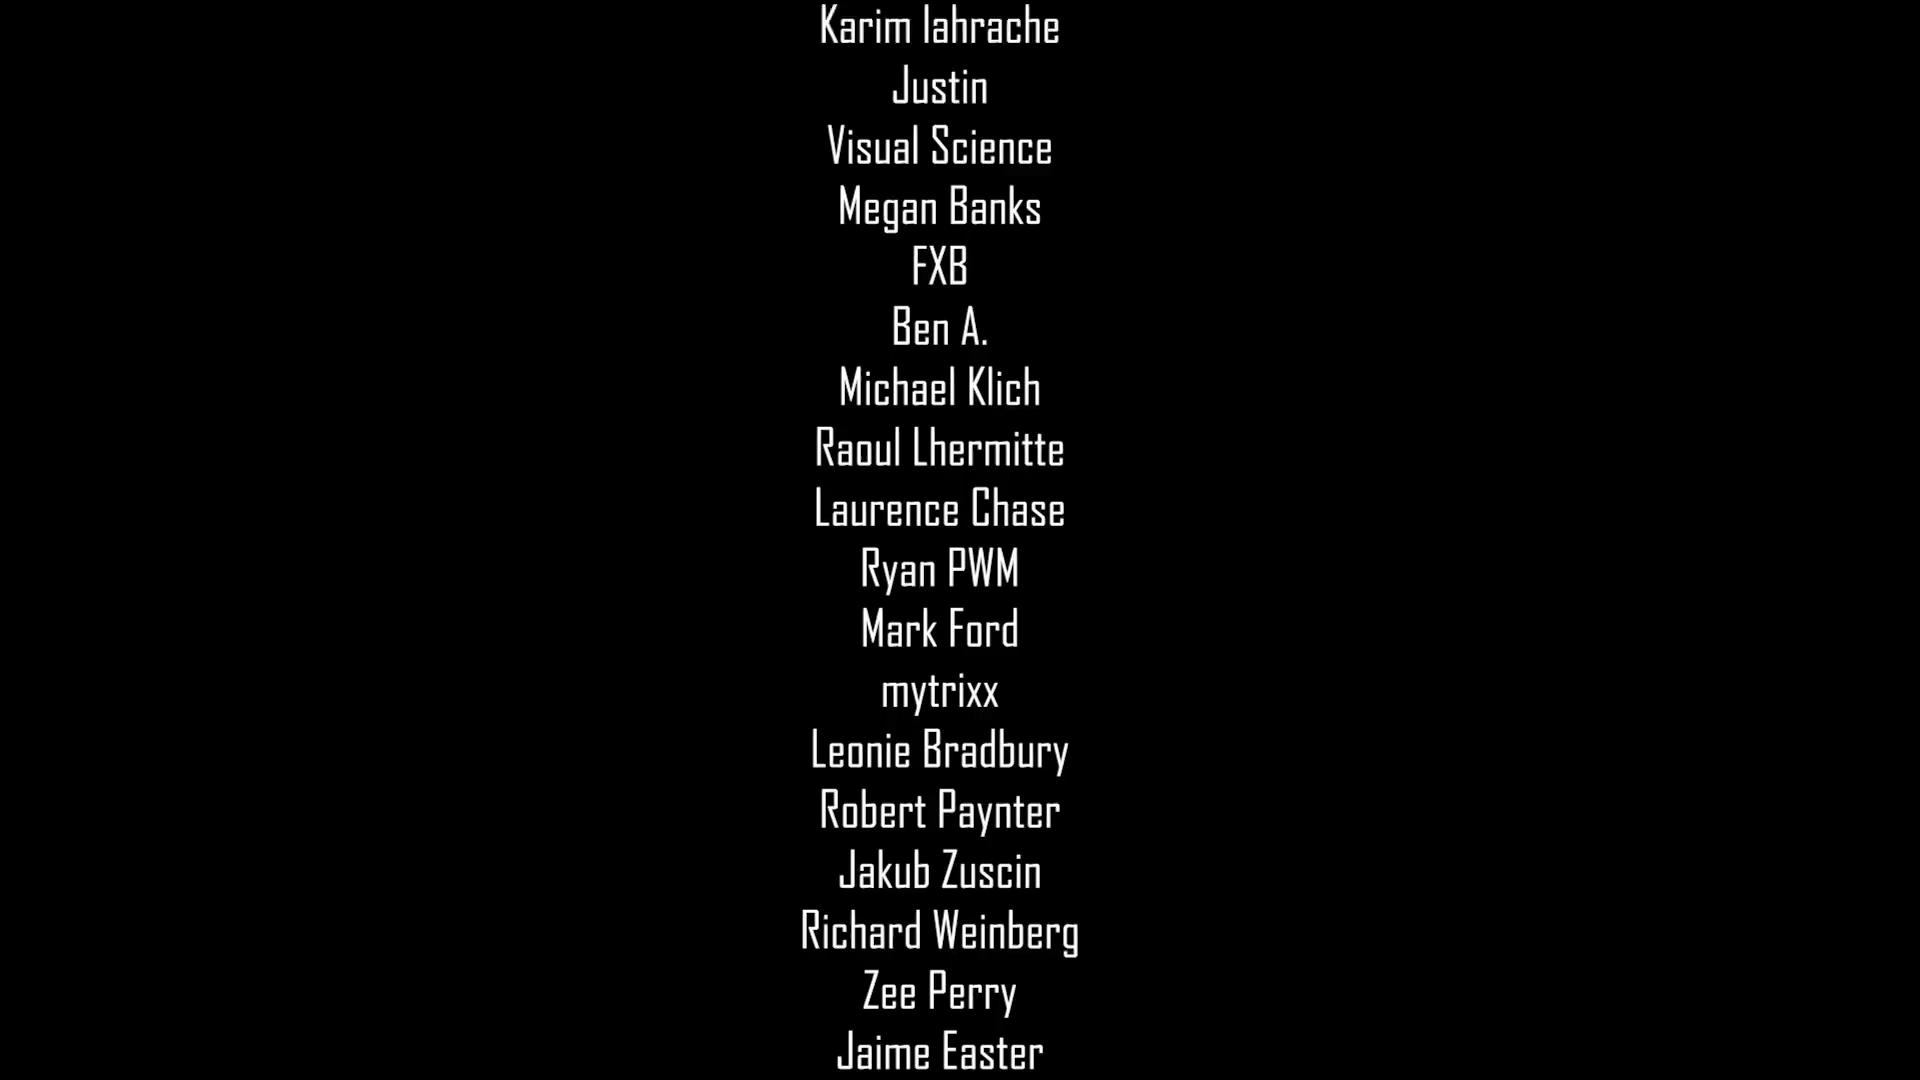 Karim lahrache
Justin
Visual Science
Megan Banks
FXB
Ben A.
Michael Klich
Raoul Lhermitte
Laurence Chase
Ryan PWM
Mark Ford
mytrixx
Leonie Bradbury
Robert Paynter
Jakub Zuscin
Richard Weinberg
Zee Perry
Jaime Easter